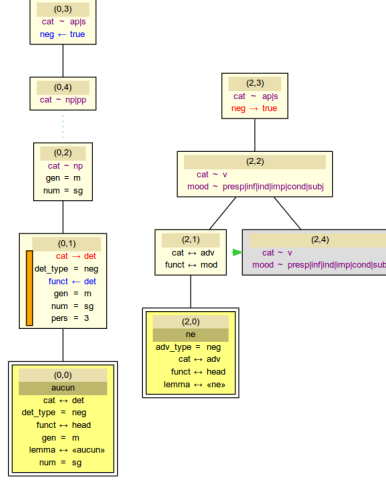 (0,3)
cat ~ ap|s
neg ← true
(0,4)
cat ~ np|pp
(0,2)
cat ~ np
gen = m
num = sg
(0,1)
cat → det
det_type = neg
funct ← det
gen = m
num = sg
pers = 3
(0,0)
aucun
cat ↔ det
det_type = neg
funct ↔ head
gen = m
lemma ↔ «aucun»
num = sg
(2,3)
cat ~ ap|s
neg → true
(2,2)
cat ~ v
mood ~ presp|inf|ind|imp|cond|subj
(2,1)
cat ↔ adv
funct ↔ mod
(2,4)
cat ~ v
mood ~ presp|inf|ind|imp|cond|subj
(2,0)
ne
adv_type = neg
cat ↔ adv
funct ↔ head
lemma ↔ «ne»